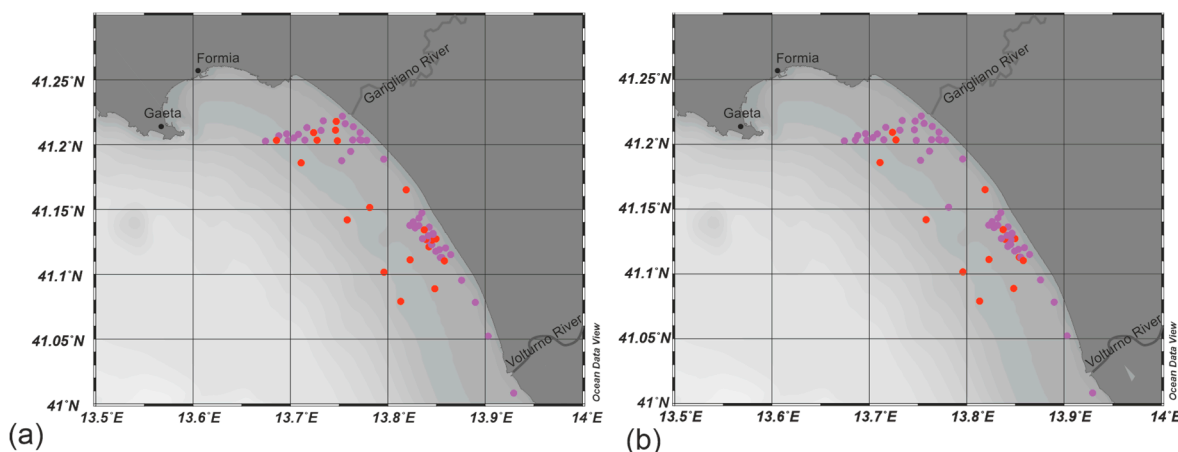 Formia
Gaeta
Garigliano River
Volturno River
41.25°N
41.2°N
41.15°N
41.1°N
41.05°N
41°N
13.5°E
13.6°E
13.7°E
13.8°E
13.9°E
14°E
Ocean Data View
(a)
Formia
Gaeta
Garigliano River
Volturno River
41.25°N
41.2°N
41.15°N
41.1°N
41.05°N
41°N
13.5°E
13.6°E
13.7°E
13.8°E
13.9°E
14°E
Ocean Data View
(b)